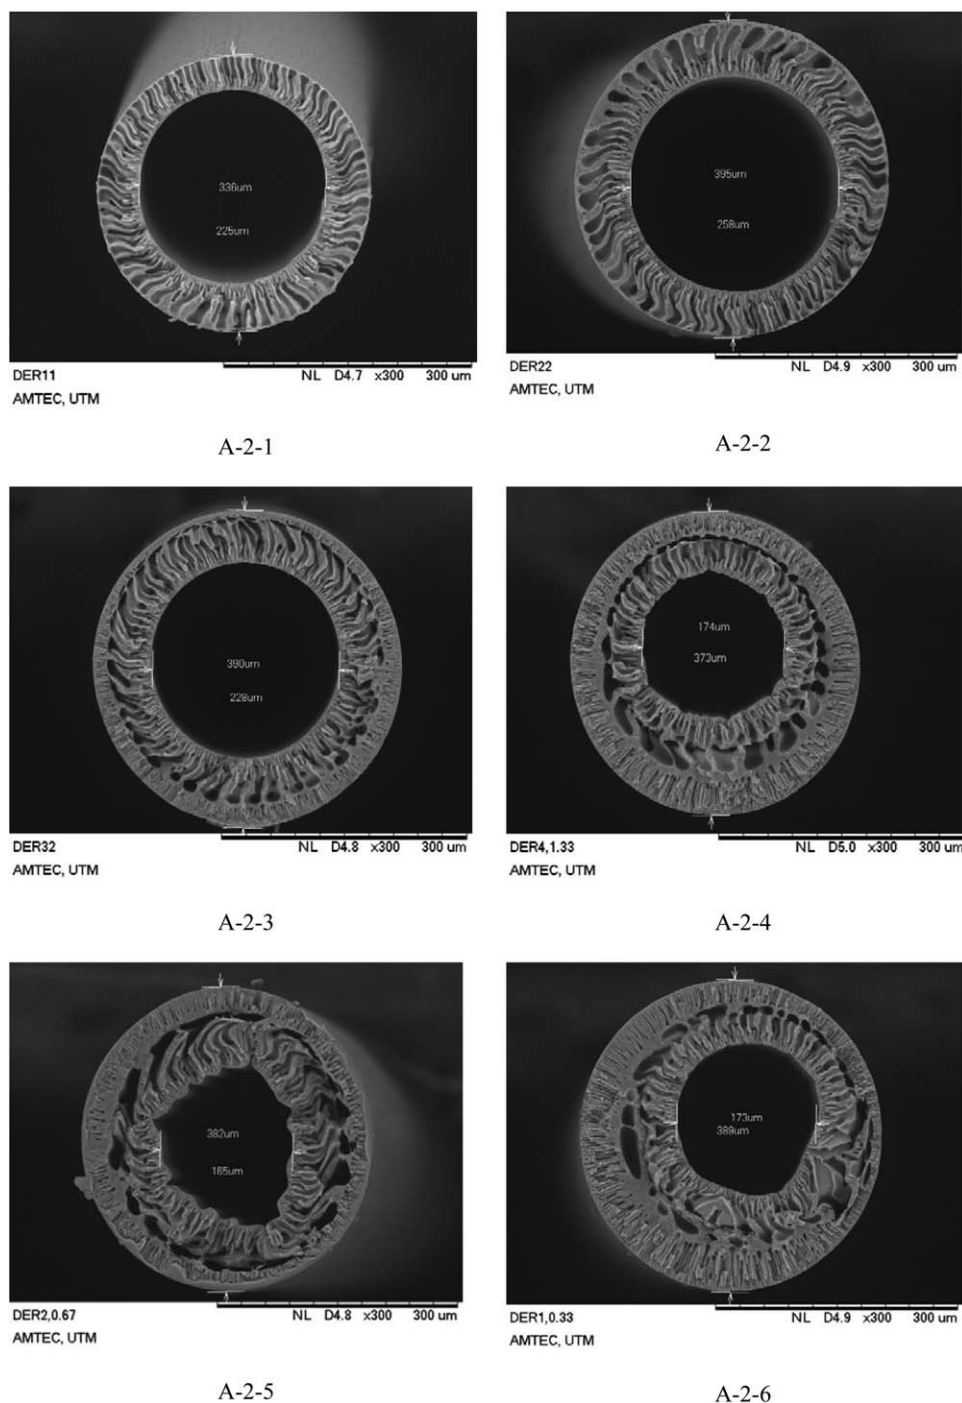 336um
225um
DER11 NL D4.7 x300 300 um
AMTEC, UTM
A-2-1
395um
258um
DER22 NL D4.9 x300 300 um
AMTEC, UTM
A-2-2
390um
228um
DER32 NL D4.8 x300 300 um
AMTEC, UTM
A-2-3
174um
373um
DER4,1.33 NL D5.0 x300 300 um
AMTEC, UTM
A-2-4
382um
165um
DER2,0.67 NL D4.8 x300 300 um
AMTEC, UTM
A-2-5
173um
388um
DER1,0.33 NL D4.9 x300 300 um
AMTEC, UTM
A-2-6